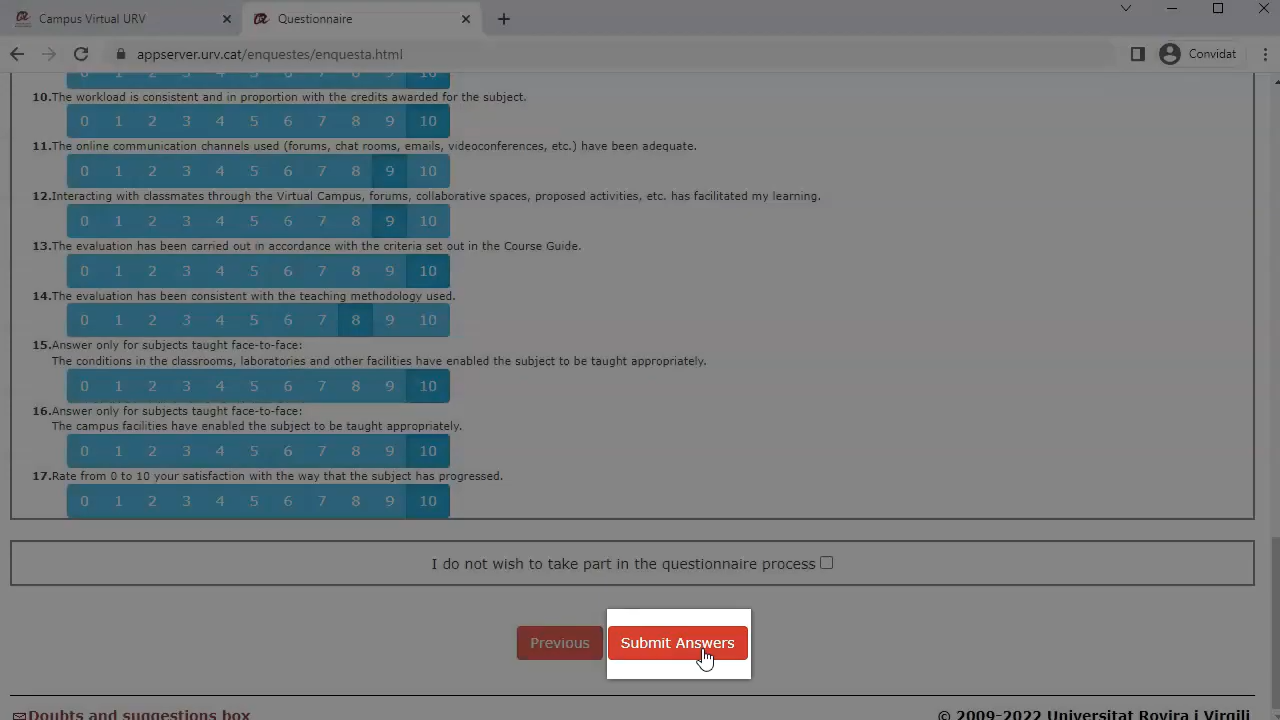 Campus Virtual URV
Questionnaire
appserver.urv.cat/enquestes/enquesta.html
Convidat
0 1 2 3 4 5 6 7 8 9 10
10.The workload is consistent and in proportion with the credits awarded for the subject.
0 1 2 3 4 5 6 7 8 9 10
11.The online communication channels used (forums, chat rooms, emails, videoconferences, etc.) have been adequate.
0 1 2 3 4 5 6 7 8 9 10
12.Interacting with classmates through the Virtual Campus, forums, collaborative spaces, proposed activities, etc. has facilitated my learning.
0 1 2 3 4 5 6 7 8 9 10
13.The evaluation has been carried out in accordance with the criteria set out in the Course Guide.
0 1 2 3 4 5 6 7 8 9 10
14.The evaluation has been consistent with the teaching methodology used.
0 1 2 3 4 5 6 7 8 9 10
15.Answer only for subjects taught face-to-face:
The conditions in the classrooms, laboratories and other facilities have enabled the subject to be taught appropriately.
0 1 2 3 4 5 6 7 8 9 10
16.Answer only for subjects taught face-to-face:
The campus facilities have enabled the subject to be taught appropriately.
0 1 2 3 4 5 6 7 8 9 10
17.Rate from 0 to 10 your satisfaction with the way that the subject has progressed.
0 1 2 3 4 5 6 7 8 9 10
I do not wish to take part in the questionnaire process
Previous
Submit Answers
Doubts and suggestions box
© 2009-2022 Universitat Rovira i Virgili